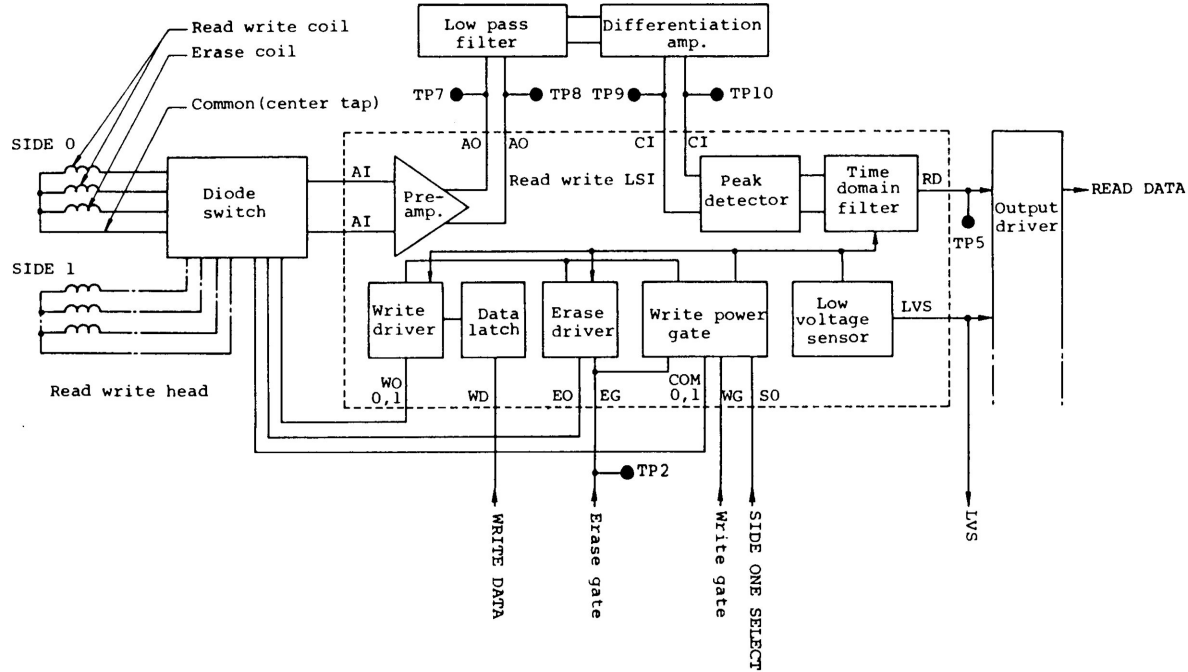 Read write coil
Erase coil
Common(center tap)
SIDE 0
SIDE 1
Read write head
Diode
switch
Low pass
filter
Differentiation
amp.
TP7
TP8
TP9
TP10
AO
AO
CI
CI
AI
AI
Pre-
amp.
Read write LSI
Peak
detector
Time
domain
filter
RD
TP5
Output
driver
READ DATA
Write
driver
Data
latch
Erase
driver
Write power
gate
Low
voltage
sensor
LVS
WO
0,1
WD
EO
EG
COM
0,1
WG
SO
TP2
WRITE DATA
Erase gate
Write gate
SIDE ONE SELECT
LVS